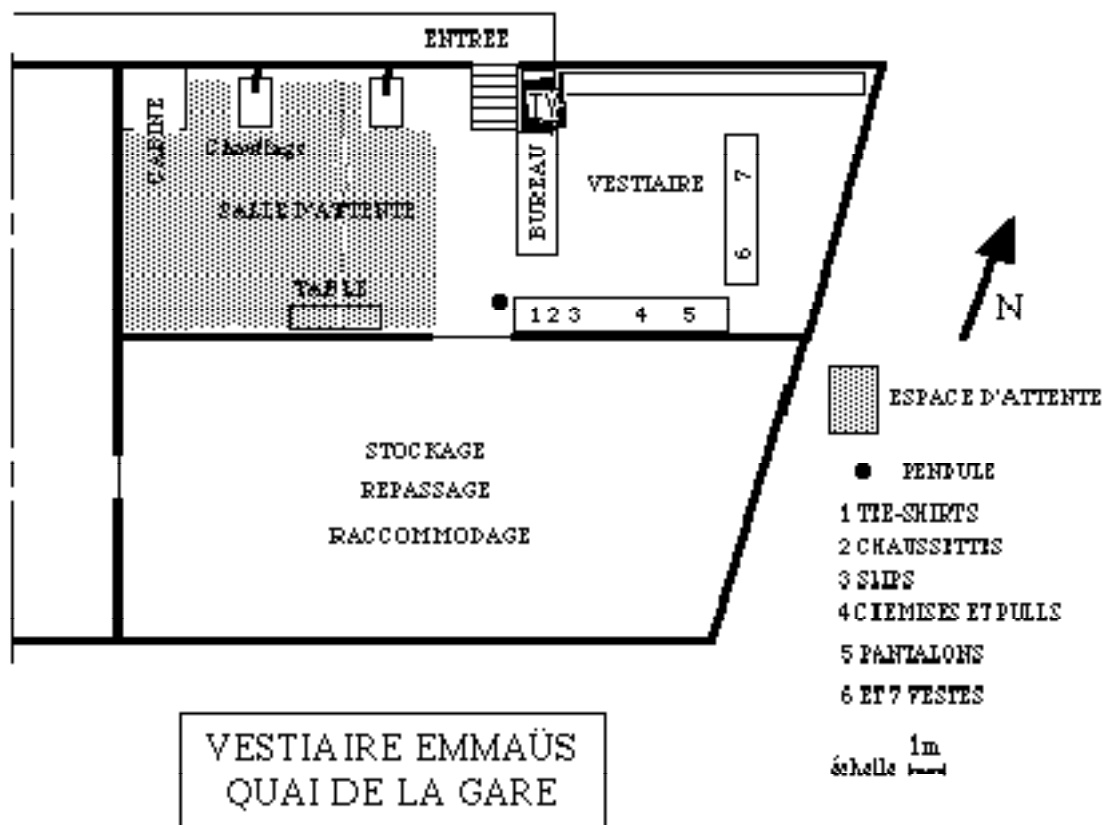 ENTREE
TV
CABINE
Chauffage
SALLE D'ATTENTE
BUREAU
VESTIAIRE
7
6
TABLE
1 2 3 4 5
N
ESPACE D'ATTENTE
STOCKAGE
REPASSAGE
RACCOMMODAGE
PENDULE
1 TEE-SHIRTS
2 CHAUSSETTES
3 SLIPS
4 CHEMISES ET PULLS
5 PANTALONS
6 ET 7 VESTES
échelle 1m
VESTIAIRE EMMAÜS
QUAI DE LA GARE